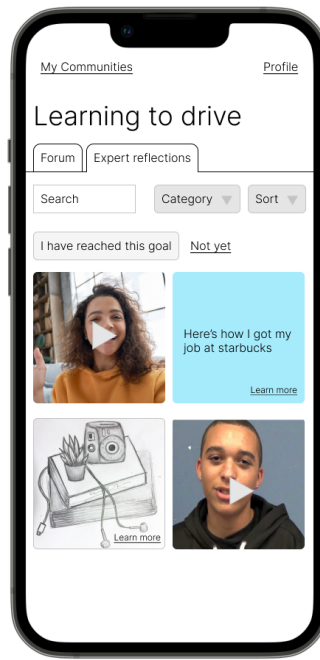 My Communities
Profile
Learning to drive
Forum
Expert reflections
Search
Category
Sort
I have reached this goal
Not yet
Here's how I got my
job at starbucks
Learn more
Learn more